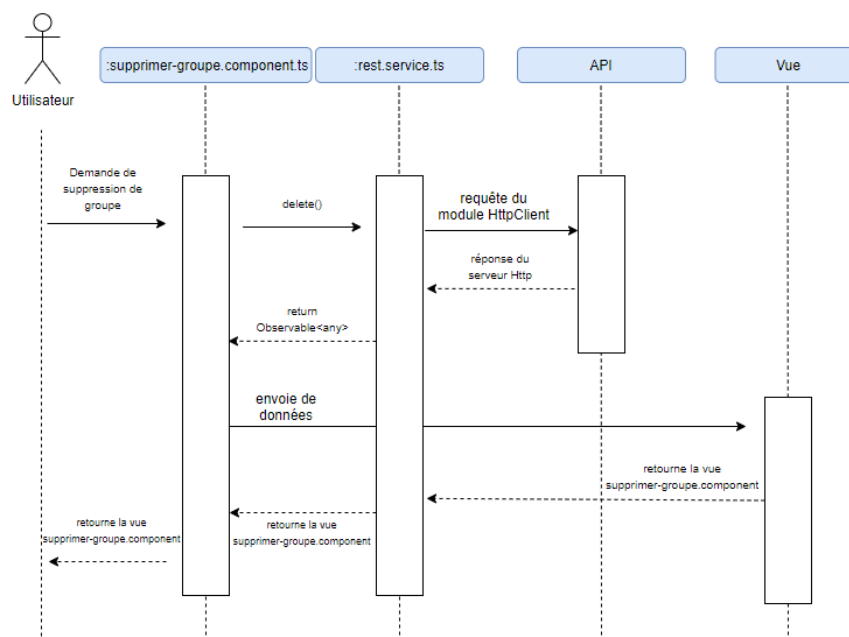 Utilisateur
:supprimer-groupe.component.ts
:rest.service.ts
API
Vue
Demande de
suppression de
groupe
delete()
requête du
module HttpClient
réponse du
serveur Http
return
Observable<any>
envoie de
données
retourne la vue
supprimer-groupe.component
retourne la vue
supprimer-groupe.component
retourne la vue
supprimer-groupe.component